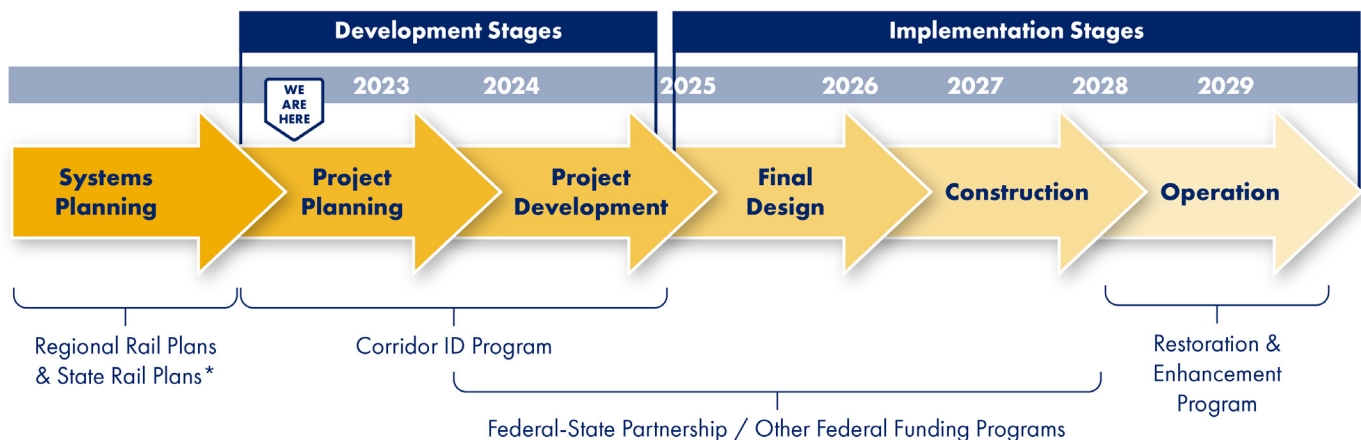 Development Stages
Implementation Stages
2023
2024
2025
2026
2027
2028
2029
WE
ARE
HERE
Systems
Planning
Project
Planning
Project
Development
Final
Design
Construction
Operation
Regional Rail Plans
& State Rail Plans*
Corridor ID Program
Restoration &
Enhancement
Program
Federal-State Partnership / Other Federal Funding Programs